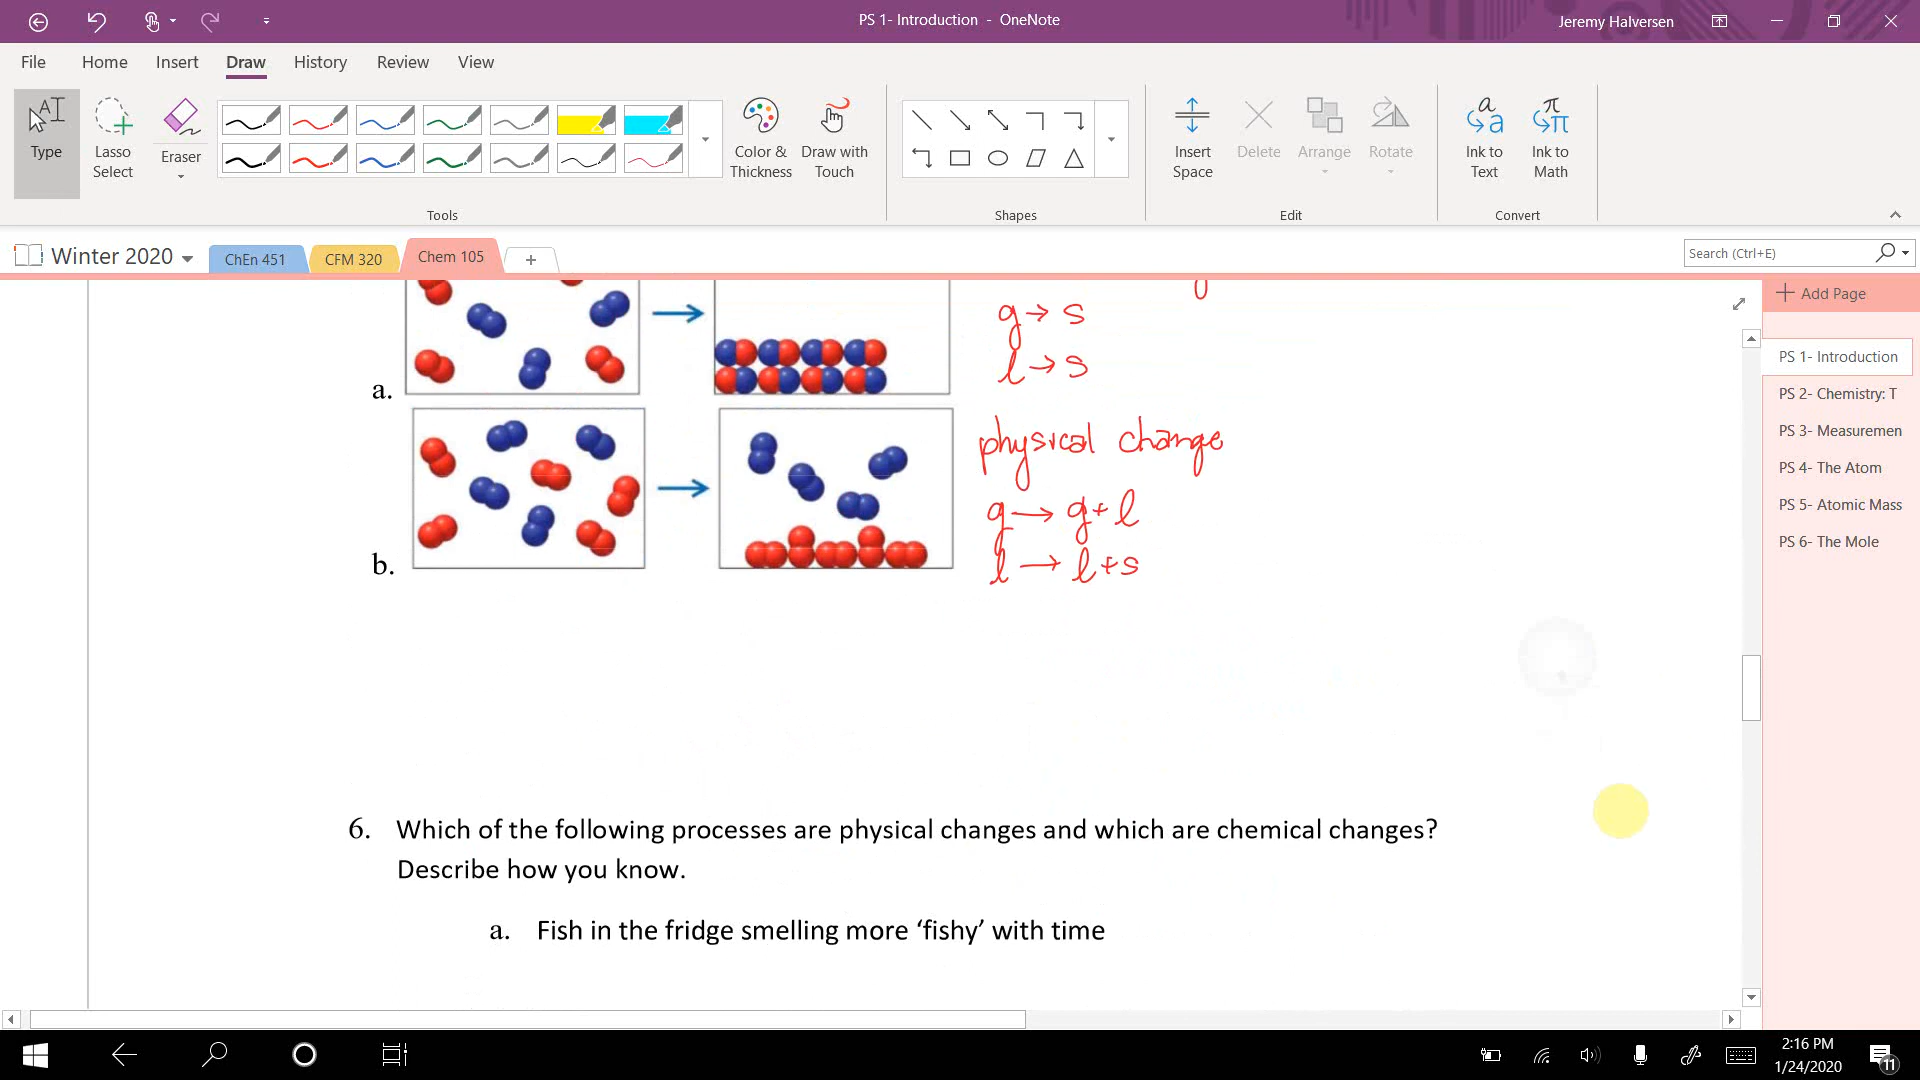 PS 1- Introduction - OneNote
Jeremy Halversen
File Home Insert Draw History Review View
Type
Lasso Select
Eraser
Color & Thickness
Draw with Touch
Insert Space
Delete
Arrange
Rotate
Ink to Text
Ink to Math
Tools
Shapes
Edit
Convert
Winter 2020
ChEn 451
CFM 320
Chem 105
+
Search (Ctrl+E)
Add Page
PS 1- Introduction
PS 2- Chemistry: T
PS 3- Measuremen
PS 4- The Atom
PS 5- Atomic Mass
PS 6- The Mole
g → s
l → s
a.
physical change
g → g + l
l → l + s
b.
6. Which of the following processes are physical changes and which are chemical changes?
Describe how you know.
a. Fish in the fridge smelling more ‘fishy’ with time
2:16 PM
1/24/2020
11